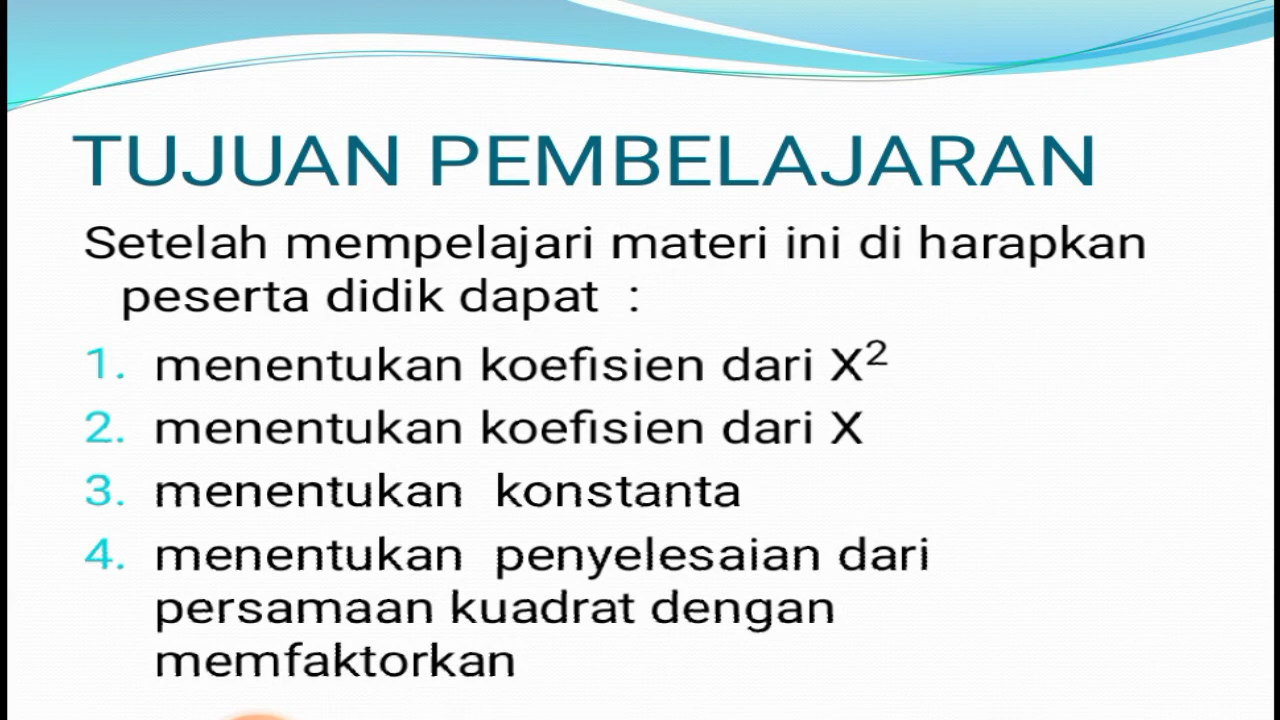 TUJUAN PEMBELAJARAN
Setelah mempelajari materi ini di harapkan
peserta didik dapat :
1. menentukan koefisien dari X²
2. menentukan koefisien dari X
3. menentukan konstanta
4. menentukan penyelesaian dari
persamaan kuadrat dengan
memfaktorkan